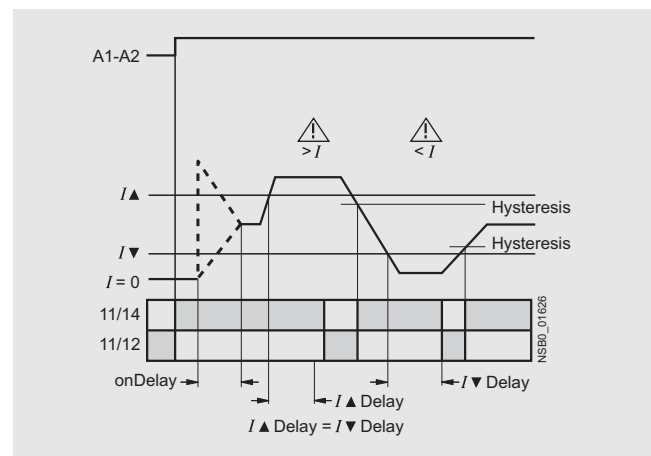 A1-A2
> I
< I
I▲
Hysteresis
Hysteresis
I▼
I = 0
11/14
11/12
NSB0_01626
onDelay
I▼Delay
I▲Delay
I▲Delay = I▼Delay